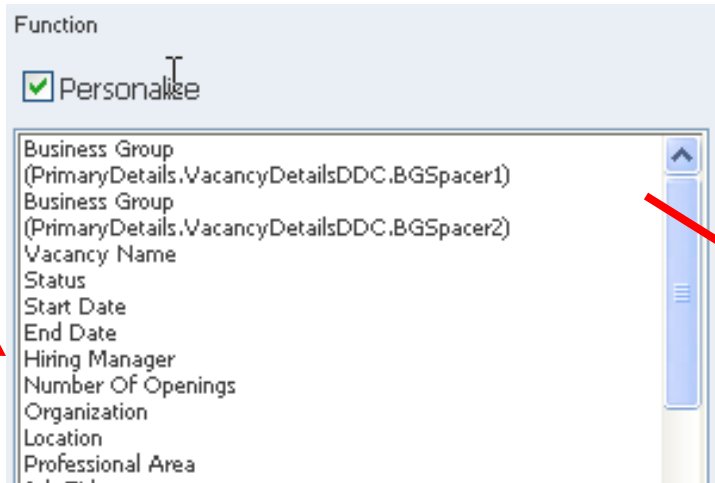 Function
Personalize
Business Group
(PrimaryDetails.VacancyDetailsDDC.BGSpacer1)
Business Group
(PrimaryDetails.VacancyDetailsDDC.BGSpacer2)
Vacancy Name
Status
Start Date
End Date
Hiring Manager
Number Of Openings
Organization
Location
Professional Area